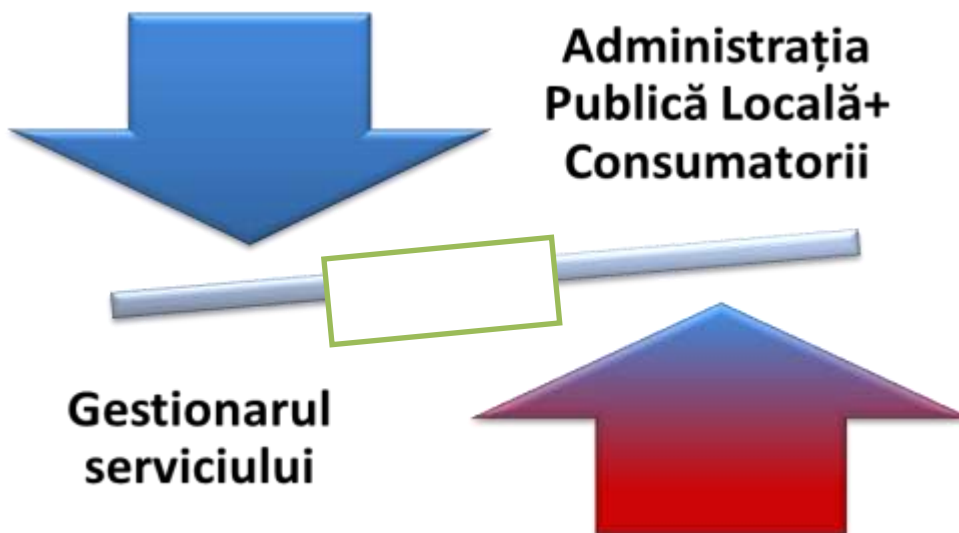 Administrația
Publică Locală+
Consumatorii
Gestionarul
serviciului